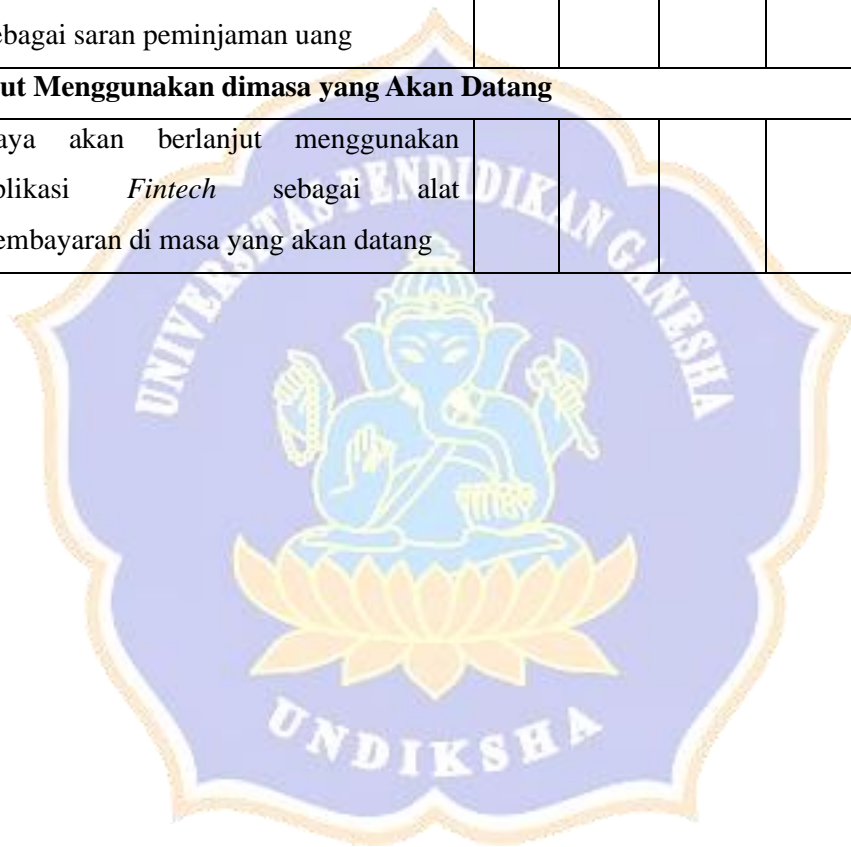 ebagai saran peminjaman uang
ut Menggunakan dimasa yang Akan Datang
aya akan berlanjut menggunakan
plikasi Fintech sebagai alat
embayaran di masa yang akan datang
UNIVERSITAS PENDIDIKAN GANESHA
UNDIKSHA